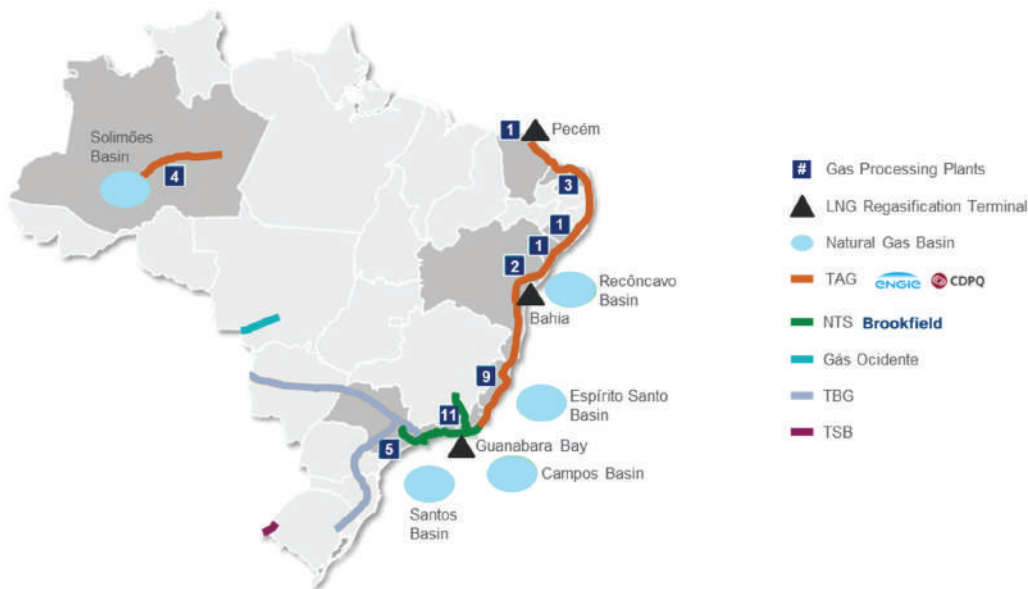 Solimões
Basin
4
1
Pecém
3
1
1
2
Recôncavo
Basin
Bahia
9
Espírito Santo
Basin
11
5
Guanabara Bay
Campos Basin
Santos
Basin
# Gas Processing Plants
LNG Regasification Terminal
Natural Gas Basin
TAG ENGIE CDPQ
NTS Brookfield
Gás Ocidente
TBG
TSB